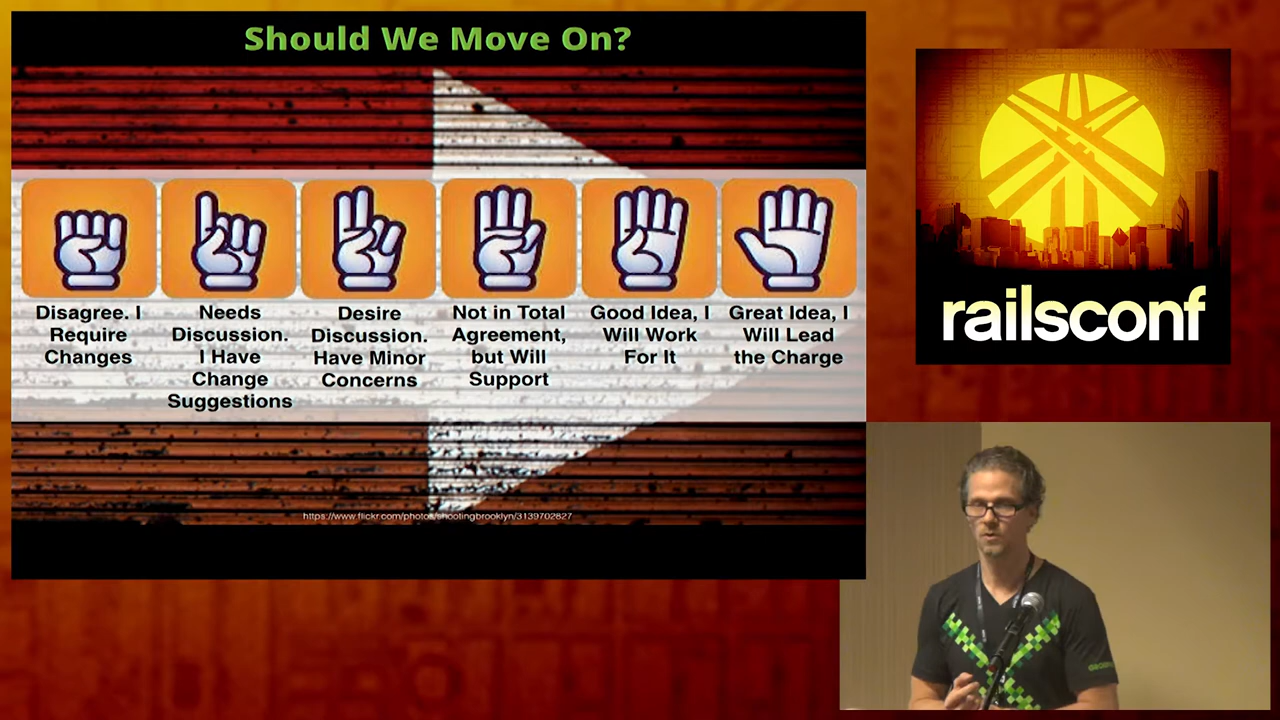 Should We Move On?
Disagree. I
Require
Changes
Needs
Discussion.
I Have
Change
Suggestions
Desire
Discussion.
Have Minor
Concerns
Not in Total
Agreement,
but Will
Support
Good Idea, I
Will Work
For It
Great Idea, I
Will Lead
the Charge
https://www.flickr.com/photos/shootingbrooklyn/3139702827
railsconf